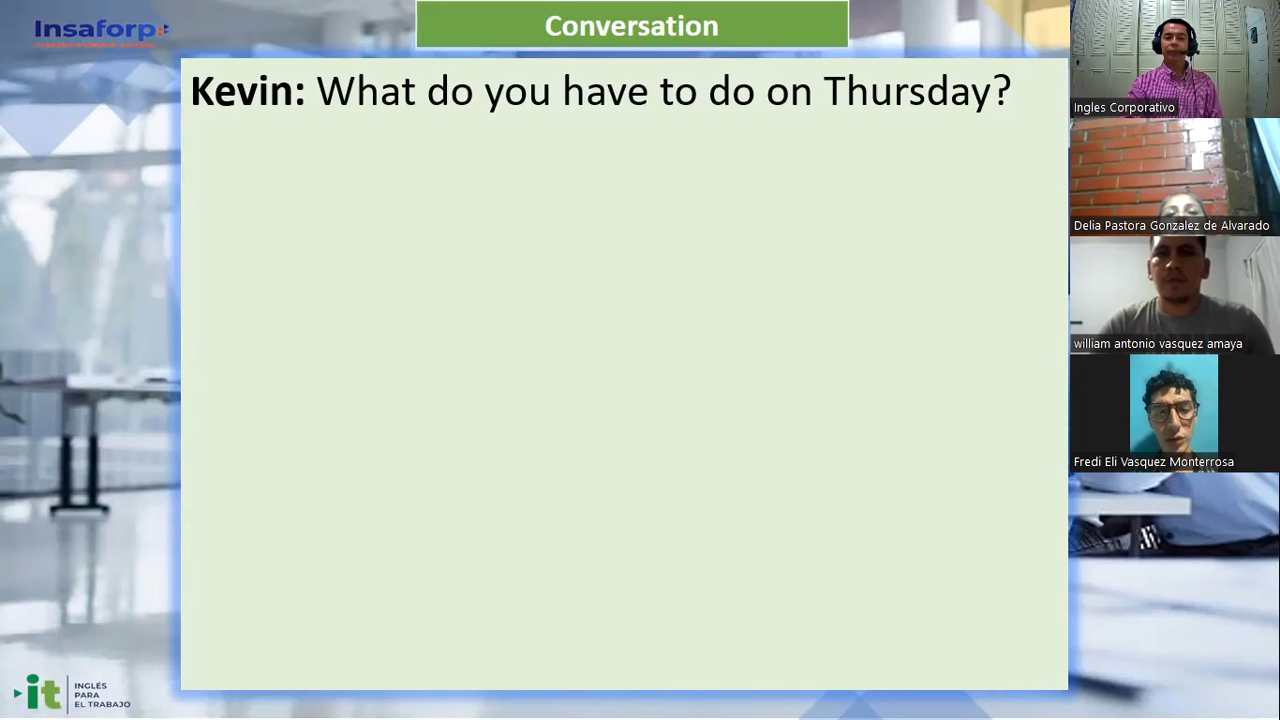 Insaforp
Conversation
Kevin: What do you have to do on Thursday?
Ingles Corporativo
Delia Pastora Gonzalez de Alvarado
william antonio vasquez amaya
Fredi Eli Vasquez Monterrosa
it
INGLÉS
PARA
EL TRABAJO